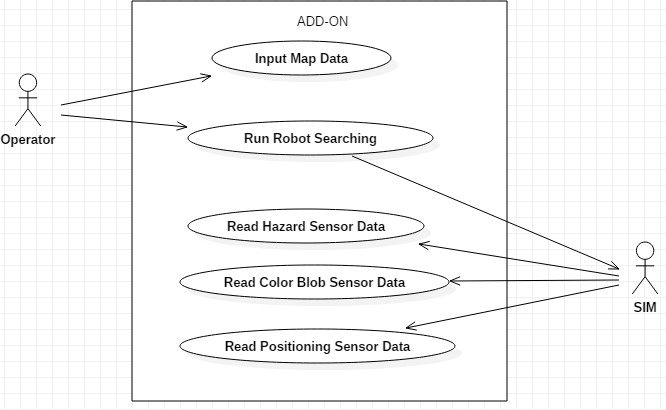 ADD-ON
Input Map Data
Operator
Run Robot Searching
Read Hazard Sensor Data
Read Color Blob Sensor Data
SIM
Read Positioning Sensor Data